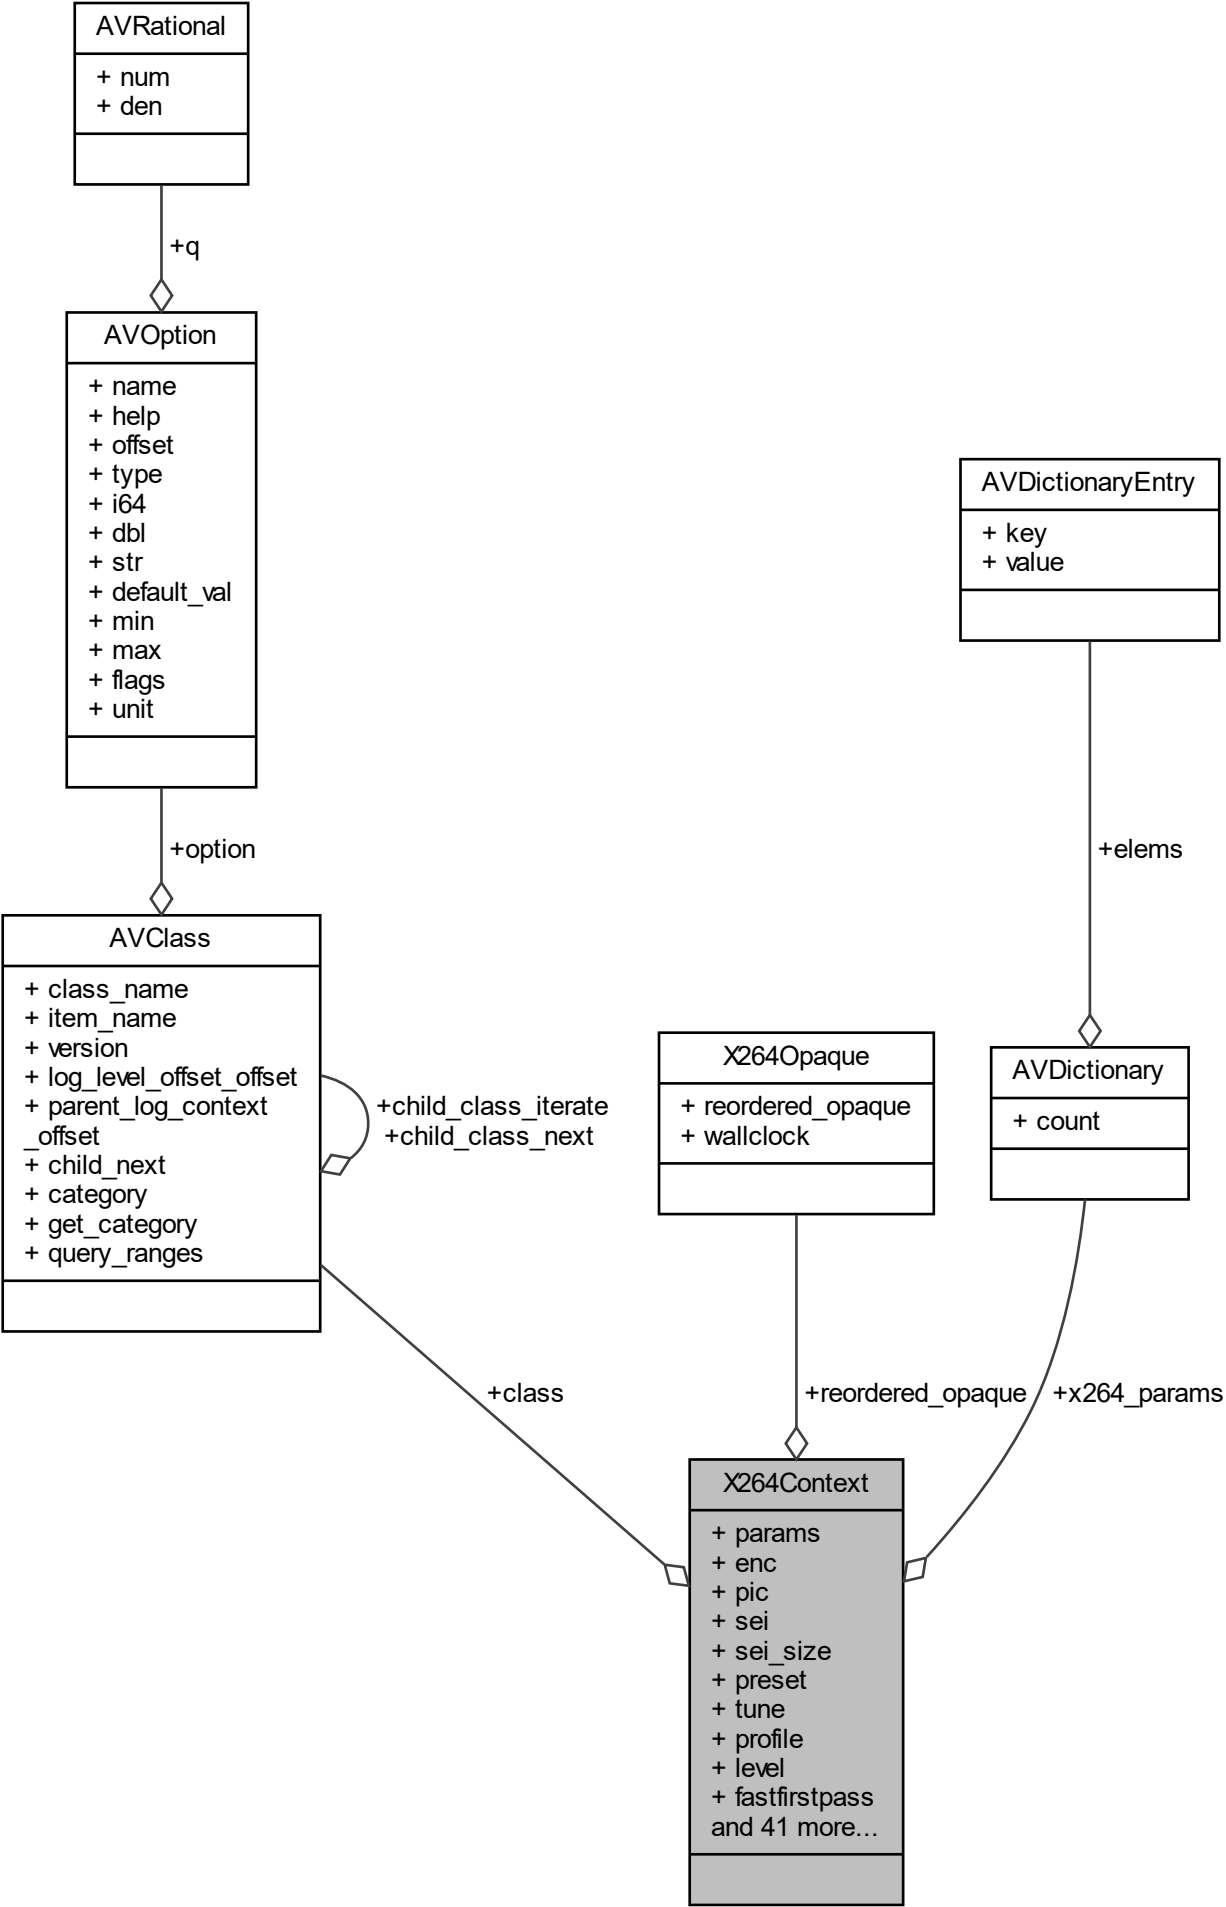 AVRational
+ num
+ den
+q
AVOption
+ name
+ help
+ offset
+ type
+ i64
+ dbl
+ str
+ default_val
+ min
+ max
+ flags
+ unit
AVDictionaryEntry
+ key
+ value
+option
+elems
AVClass
+ class_name
+ item_name
+ version
+ log_level_offset_offset
+ parent_log_context
_offset
+ child_next
+ category
+ get_category
+ query_ranges
+child_class_iterate
+child_class_next
X264Opaque
+ reordered_opaque
+ wallclock
AVDictionary
+ count
+class
+reordered_opaque
+x264_params
X264Context
+ params
+ enc
+ pic
+ sei
+ sei_size
+ preset
+ tune
+ profile
+ level
+ fastfirstpass
and 41 more...